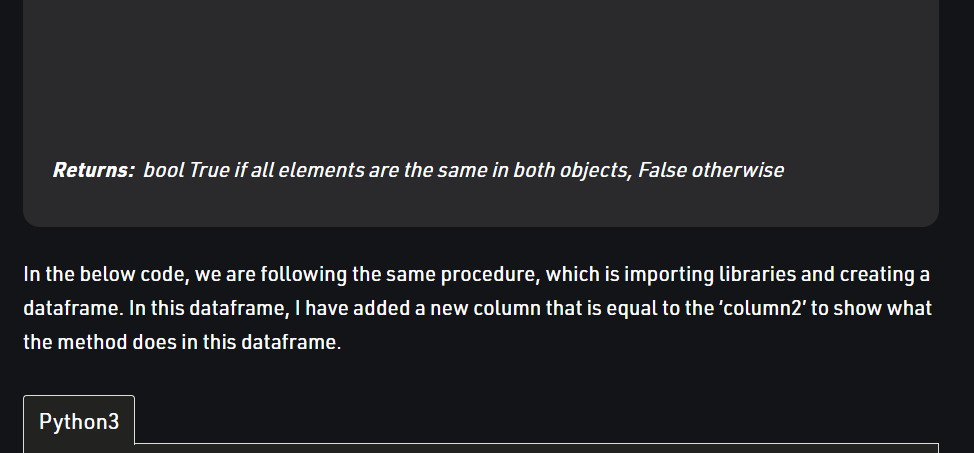 Returns: bool True if all elements are the same in both objects, False otherwise
In the below code, we are following the same procedure, which is importing libraries and creating a
dataframe. In this dataframe, I have added a new column that is equal to the ‘column2’ to show what
the method does in this dataframe.
Python3